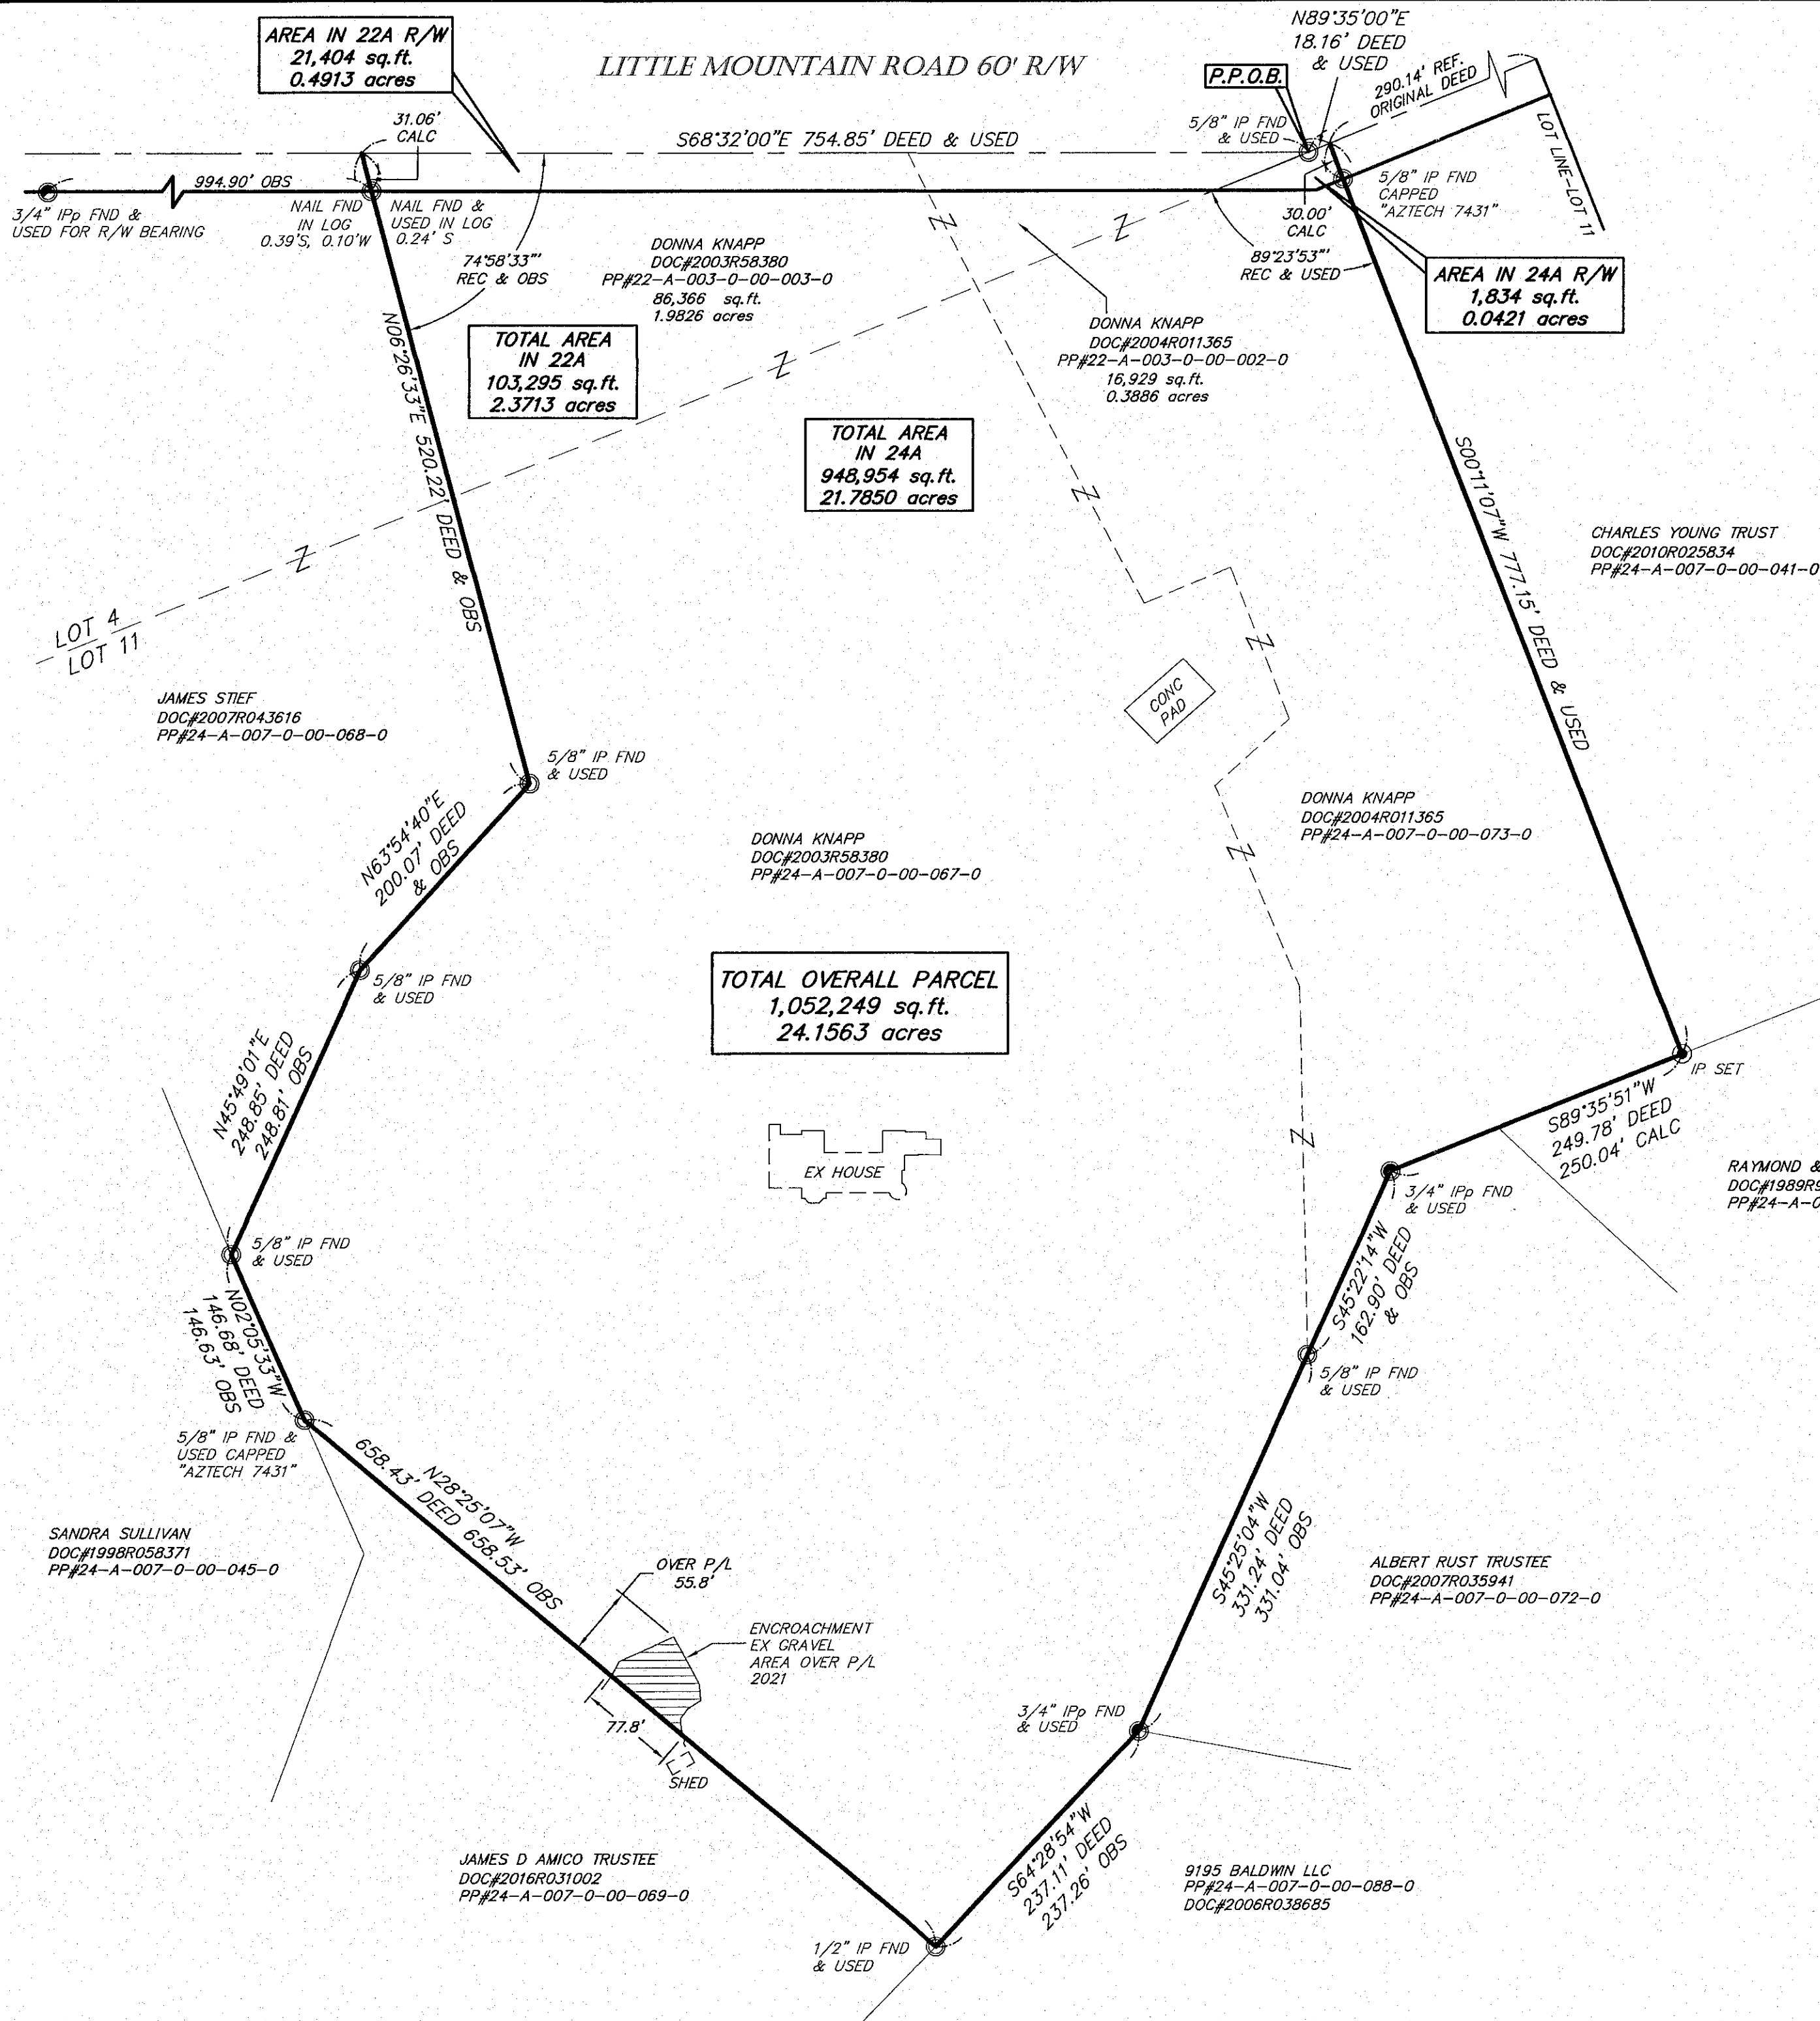 AREA IN 22A R/W
21,404 sq.ft.
0.4913 acres
LITTLE MOUNTAIN ROAD 60' R/W
N89°35'00"E
18.16' DEED
& USED
P.P.O.B.
290.14' REF.
ORIGINAL DEED
31.06'
CALC
S68°32'00"E 754.85' DEED & USED
5/8" IP FND
& USED
LOT LINE-LOT 11
994.90' OBS
3/4" IPp FND &
USED FOR R/W BEARING
NAIL FND
IN LOG
0.39'S, 0.10'W
NAIL FND &
USED IN LOG
0.24' S
5/8" IP FND
CAPPED
"AZTECH 7431"
30.00'
CALC
74°58'33"'
REC & OBS
DONNA KNAPP
DOC#2003R58380
PP#22-A-003-0-00-003-0
86,366 sq.ft.
1.9826 acres
89°23'53"'
REC & USED
AREA IN 24A R/W
1,834 sq.ft.
0.0421 acres
N06°26'33"E 520.22' DEED & OBS
TOTAL AREA
IN 22A
103,295 sq.ft.
2.3713 acres
DONNA KNAPP
DOC#2004R011365
PP#22-A-003-0-00-002-0
16,929 sq.ft.
0.3886 acres
TOTAL AREA
IN 24A
948,954 sq.ft.
21.7850 acres
S00°11'07"W 777.15' DEED & USED
CHARLES YOUNG TRUST
DOC#2010R025834
PP#24-A-007-0-00-041-0
LOT 4
LOT 11
JAMES STIEF
DOC#2007R043616
PP#24-A-007-0-00-068-0
CONC
PAD
5/8" IP FND
& USED
N63°54'40"E
200.07' DEED
& OBS
DONNA KNAPP
DOC#2003R58380
PP#24-A-007-0-00-067-0
DONNA KNAPP
DOC#2004R011365
PP#24-A-007-0-00-073-0
5/8" IP FND
& USED
TOTAL OVERALL PARCEL
1,052,249 sq.ft.
24.1563 acres
N45°49'01"E
248.85' DEED
248.81' OBS
IP SET
S89°35'51"W
249.78' DEED
250.04' CALC
EX HOUSE
RAYMOND &
DOC#1989R9
PP#24-A-0
3/4" IPp FND
& USED
5/8" IP FND
& USED
S45°22'14"W
162.90' DEED
& OBS
N02°05'33"W
146.68' DEED
146.63' OBS
5/8" IP FND
& USED
5/8" IP FND &
USED CAPPED
"AZTECH 7431"
N28°25'07"W
658.43' DEED 658.53' OBS
SANDRA SULLIVAN
DOC#1998R058371
PP#24-A-007-0-00-045-0
OVER P/L
55.8'
S45°25'04"W
331.24' DEED
331.04' OBS
ALBERT RUST TRUSTEE
DOC#2007R035941
PP#24-A-007-0-00-072-0
ENCROACHMENT
EX GRAVEL
AREA OVER P/L
2021
77.8'
SHED
3/4" IPp FND
& USED
JAMES D AMICO TRUSTEE
DOC#2016R031002
PP#24-A-007-0-00-069-0
S64°28'54"W
237.11' DEED
237.26' OBS
9195 BALDWIN LLC
PP#24-A-007-0-00-088-0
DOC#2006R038685
1/2" IP FND
& USED